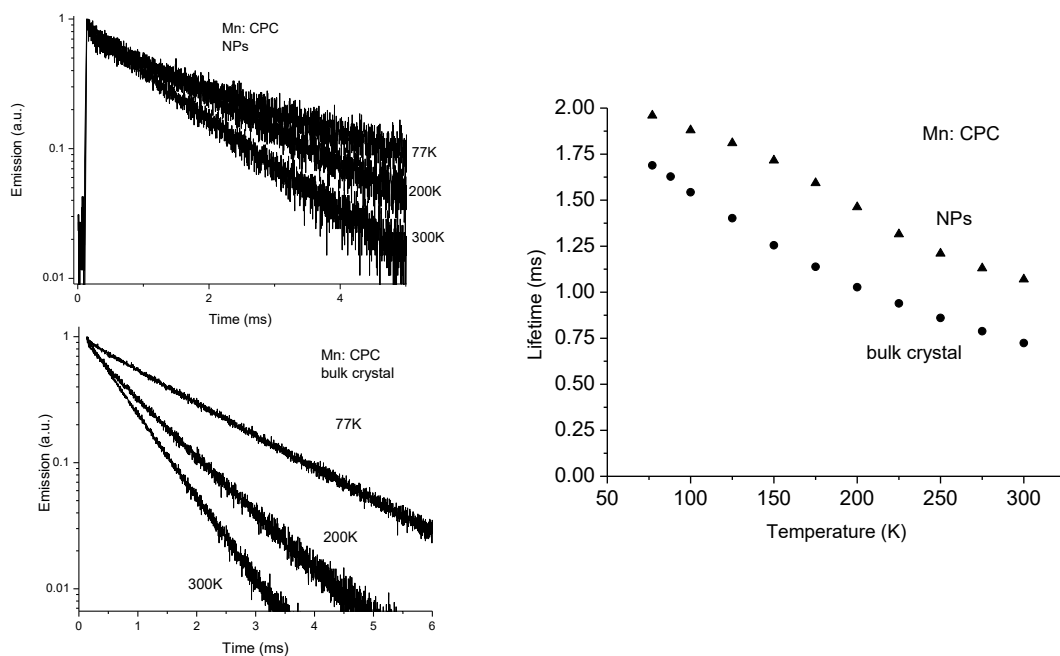 Mn: CPC
NPs
1
0.1
0.01
Emission (a.u.)
77K
200K
300K
0
2
4
Time (ms)
Mn: CPC
bulk crystal
1
0.1
0.01
Emission (a.u.)
77K
200K
300K
0 1 2 3 4 5 6
Time (ms)
2.00
1.75
1.50
1.25
1.00
0.75
0.50
0.25
0.00
Lifetime (ms)
Mn: CPC
NPs
bulk crystal
50 100 150 200 250 300
Temperature (K)